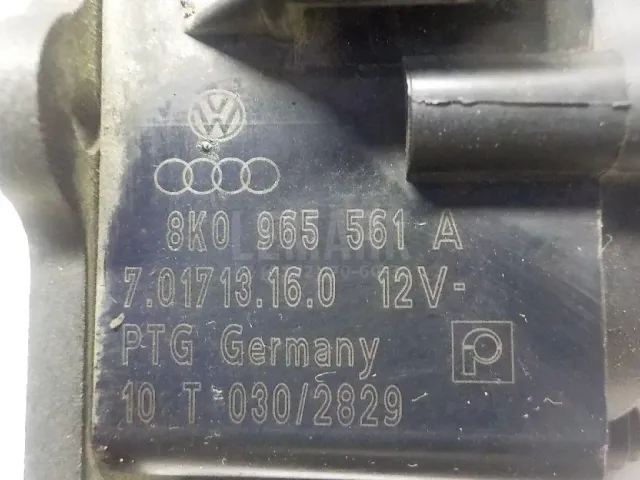 8K0 965 561 A
7.01713.16.0 12V-
PTG Germany
10 T 030/2829